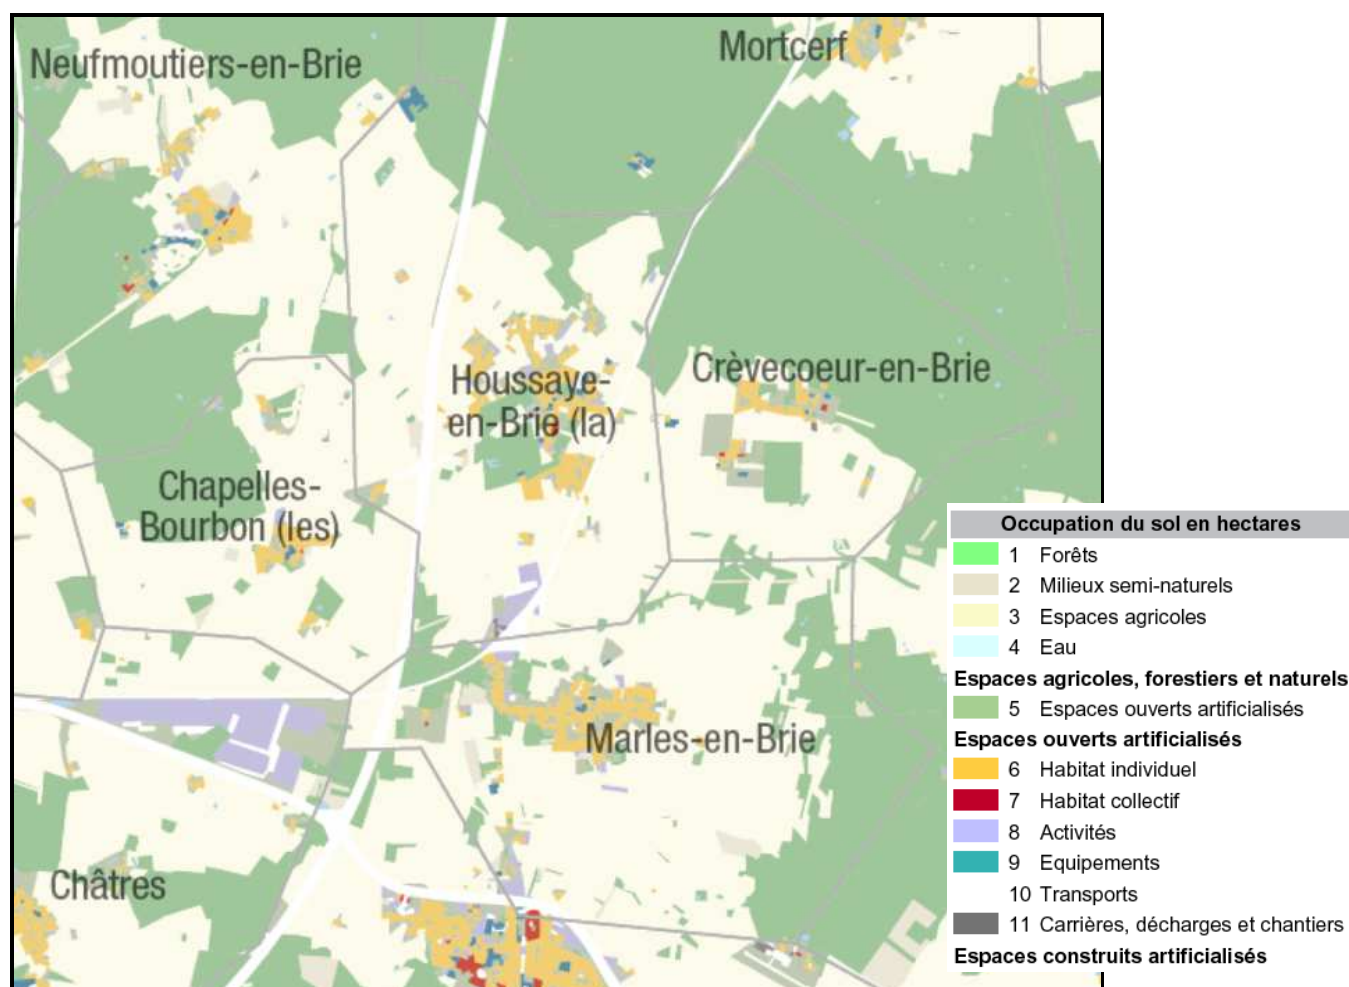 Neufmoutiers-en-Brie
Mortcerf
Houssaye-
en-Brie (la)
Crèvecoeur-en-Brie
Chapelles-
Bourbon (les)
Marles-en-Brie
Châtres
Occupation du sol en hectares
1 Forêts
2 Milieux semi-naturels
3 Espaces agricoles
4 Eau
Espaces agricoles, forestiers et naturels
5 Espaces ouverts artificialisés
Espaces ouverts artificialisés
6 Habitat individuel
7 Habitat collectif
8 Activités
9 Equipements
10 Transports
11 Carrières, décharges et chantiers
Espaces construits artificialisés